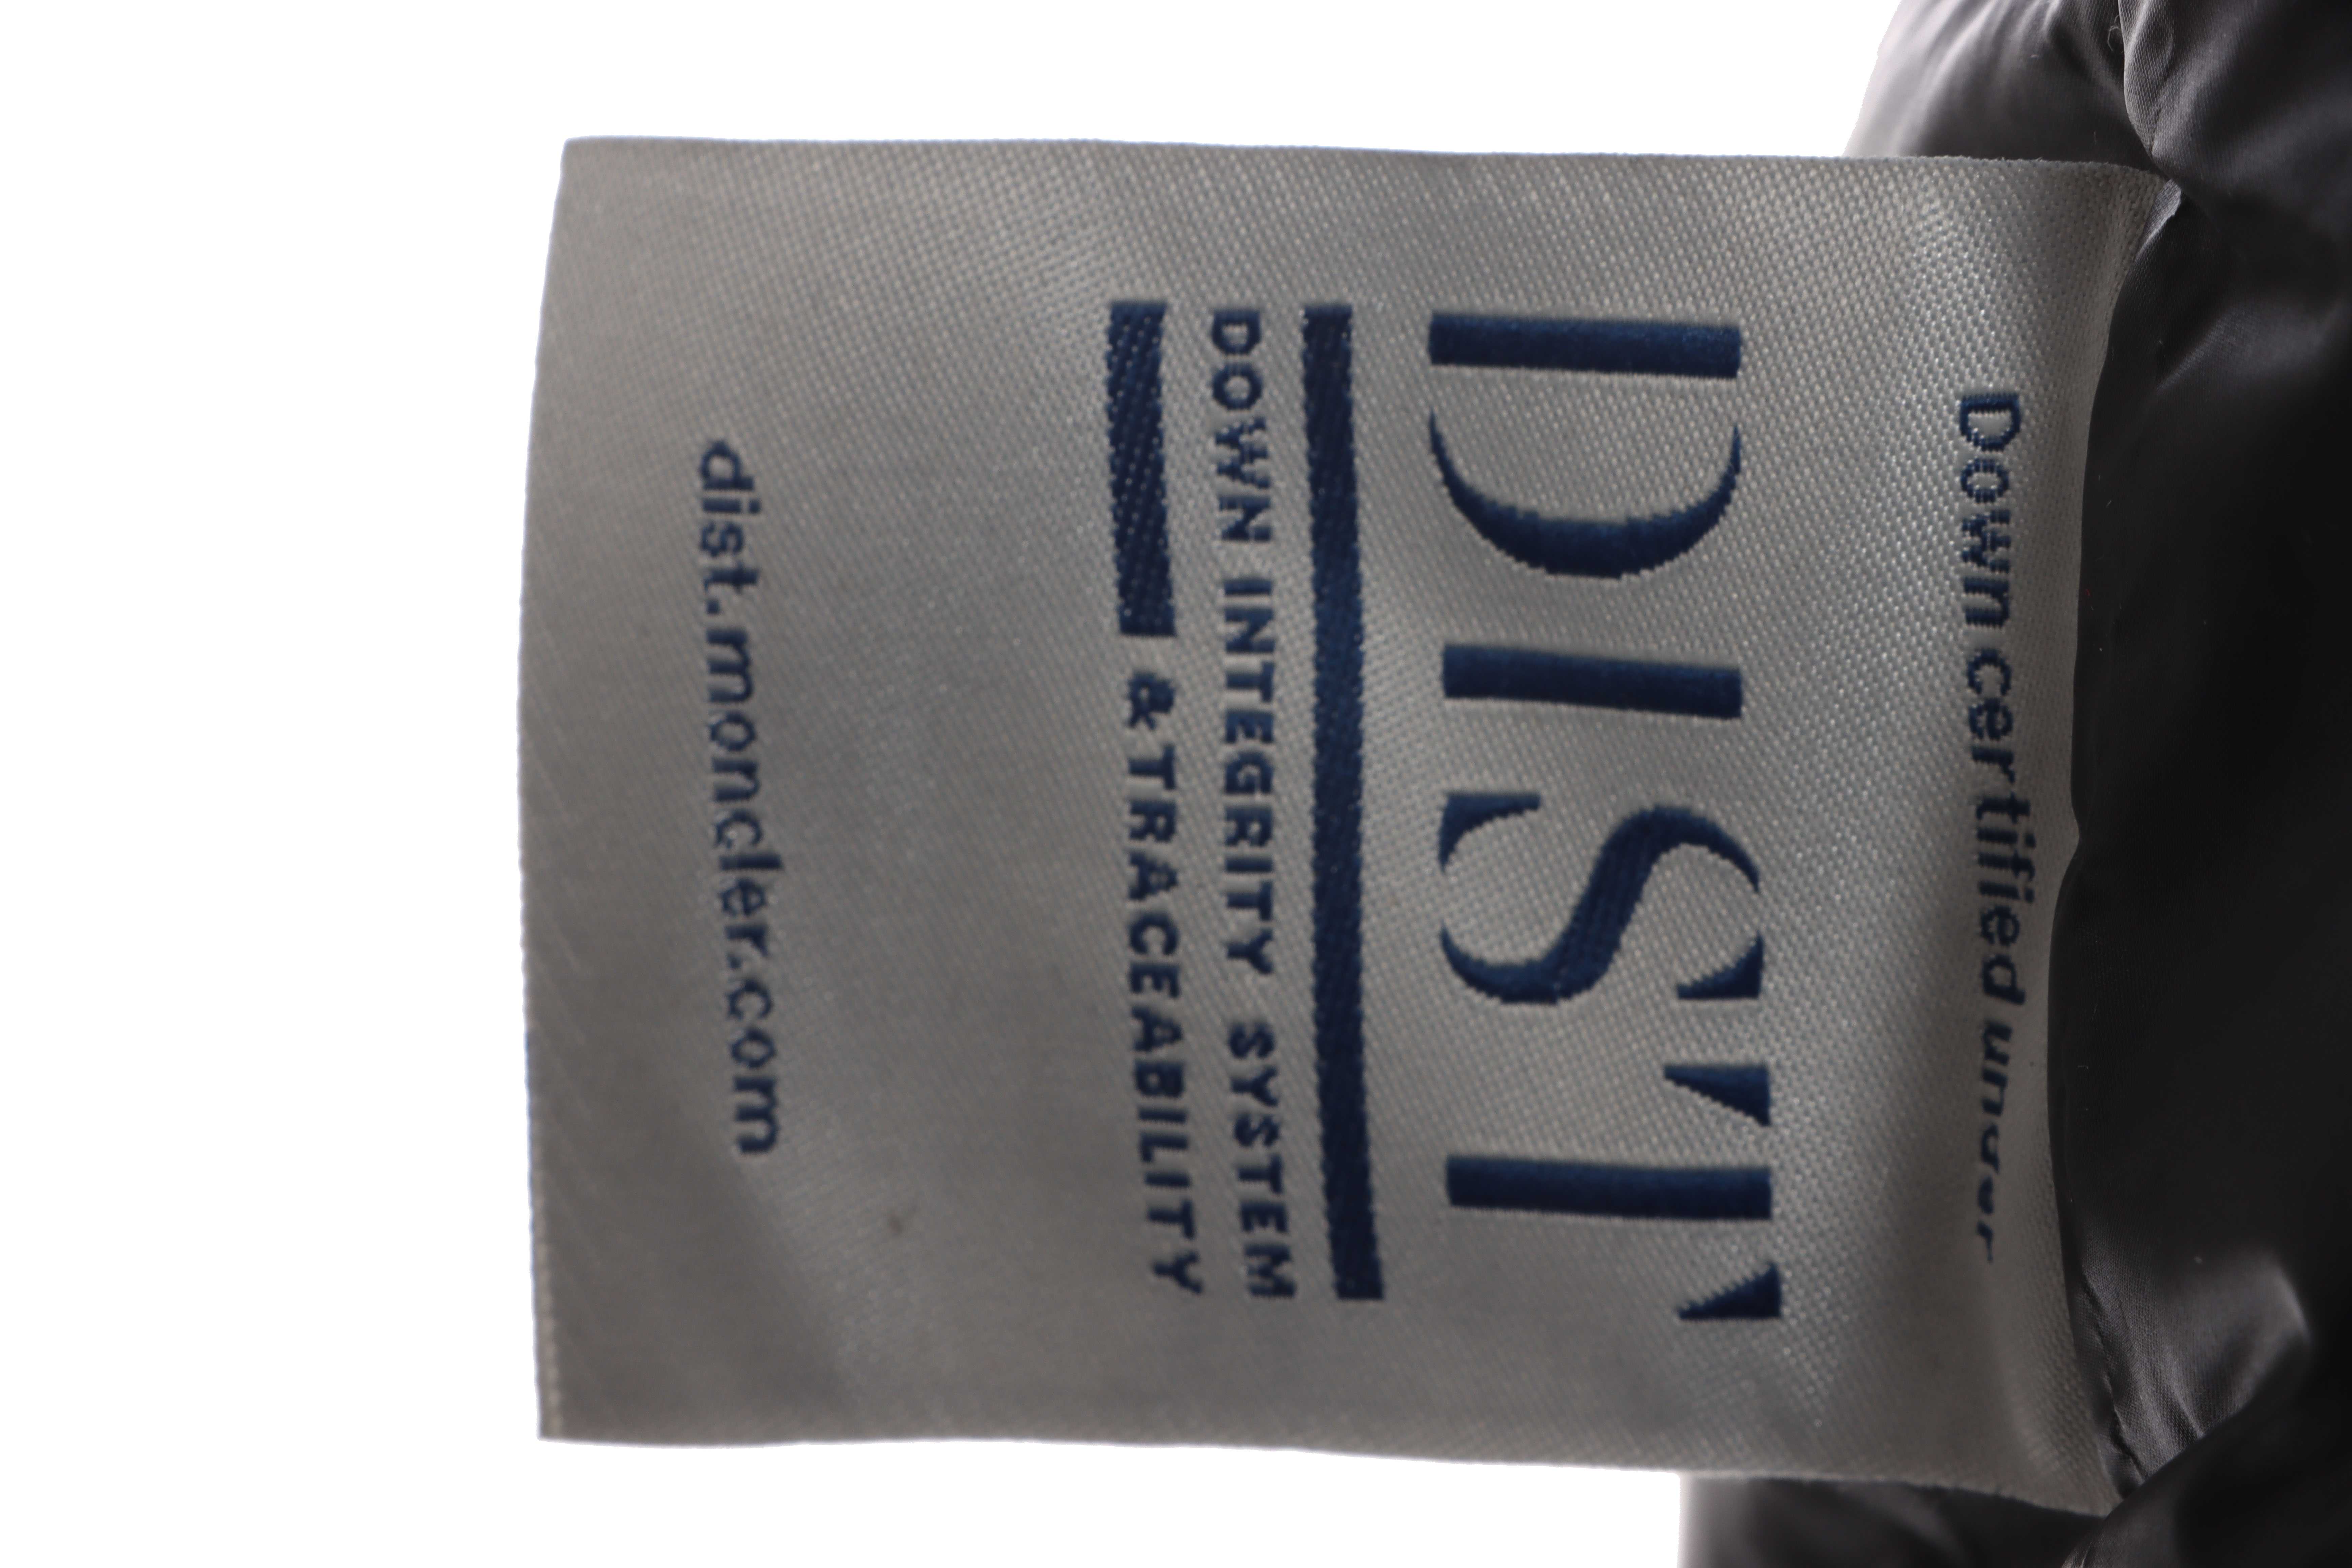 Down certified under
DIST
DOWN INTEGRITY SYSTEM
& TRACEABILITY
dist.moncler.com